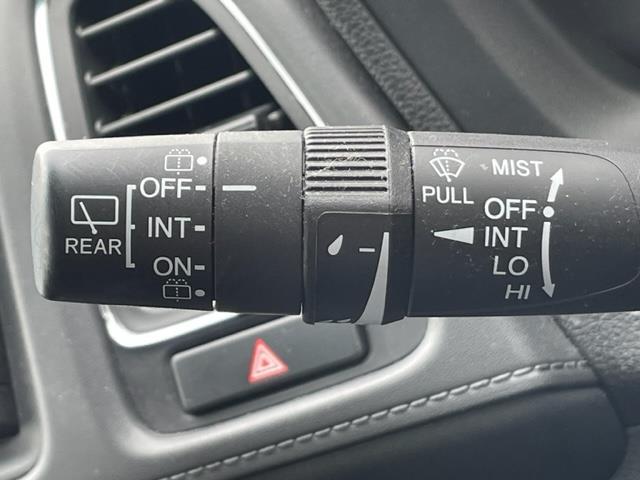 OFF
INT
REAR
ON
PULL
MIST
OFF
INT
LO
HI